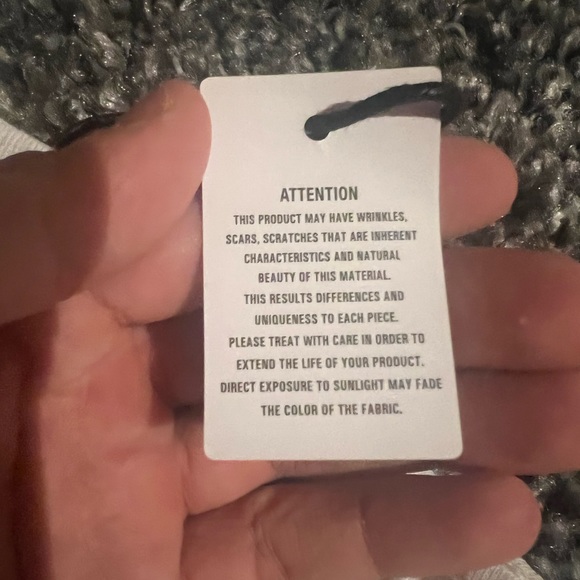 ATTENTION
THIS PRODUCT MAY HAVE WRINKLES,
SCARS, SCRATCHES THAT ARE INHERENT
CHARACTERISTICS AND NATURAL
BEAUTY OF THIS MATERIAL.
THIS RESULTS DIFFERENCES AND
UNIQUENESS TO EACH PIECE.
PLEASE TREAT WITH CARE IN ORDER TO
EXTEND THE LIFE OF YOUR PRODUCT.
DIRECT EXPOSURE TO SUNLIGHT MAY FADE
THE COLOR OF THE FABRIC.